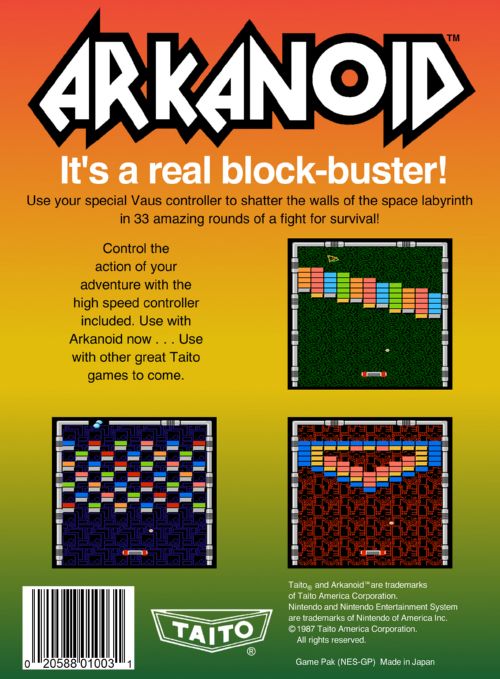 ARKANOID™
It's a real block-buster!
Use your special Vaus controller to shatter the walls of the space labyrinth
in 33 amazing rounds of a fight for survival!
Control the
action of your
adventure with the
high speed controller
included. Use with
Arkanoid now . . . Use
with other great Taito
games to come.
Taito® and Arkanoid™ are trademarks
of Taito America Corporation.
Nintendo and Nintendo Entertainment System
are trademarks of Nintendo of America Inc.
©1987 Taito America Corporation.
All rights reserved.
Game Pak (NES-GP) Made in Japan
TAITO®
0 20588 01003 1